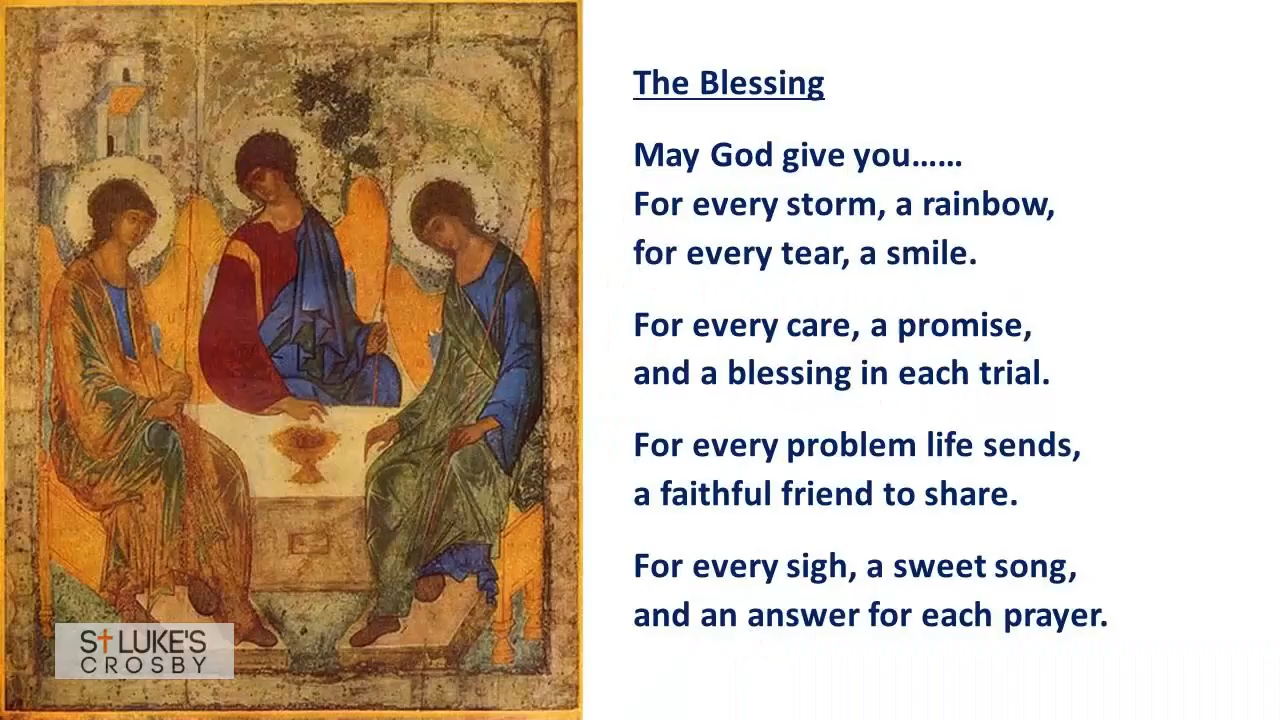 The Blessing
May God give you……
For every storm, a rainbow,
for every tear, a smile.
For every care, a promise,
and a blessing in each trial.
For every problem life sends,
a faithful friend to share.
For every sigh, a sweet song,
and an answer for each prayer.
ST LUKE'S
CROSBY